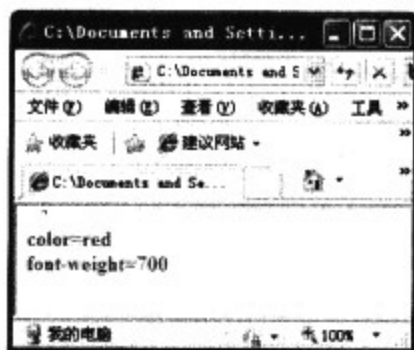 C:\Documents and Setti...
C:\Documents and S
文件(F) 编辑(E) 查看(V) 收藏夹(A) 工具 »
收藏夹 建议网站 »
C:\Documents and Se... »
color=red
font-weight=700
我的电脑 100%